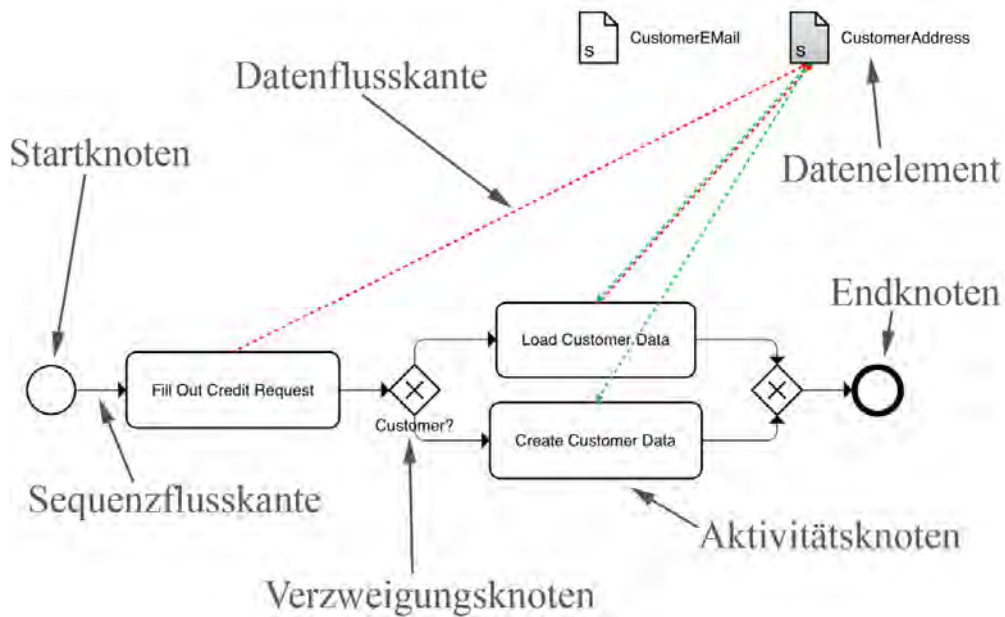 S
CustomerEMail
S
CustomerAddress
Datenflusskante
Startknoten
Datenelement
Endknoten
Load Customer Data
Fill Out Credit Request
Customer?
Create Customer Data
Sequenzflusskante
Aktivitätsknoten
Verzweigungsknoten